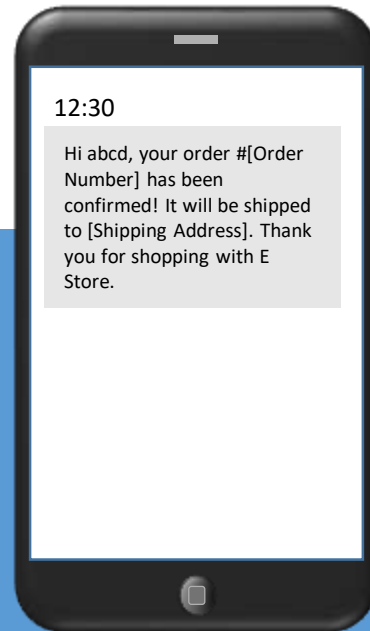 12:30
Hi abcd, your order #[Order
Number] has been
confirmed! It will be shipped
to [Shipping Address]. Thank
you for shopping with E
Store.